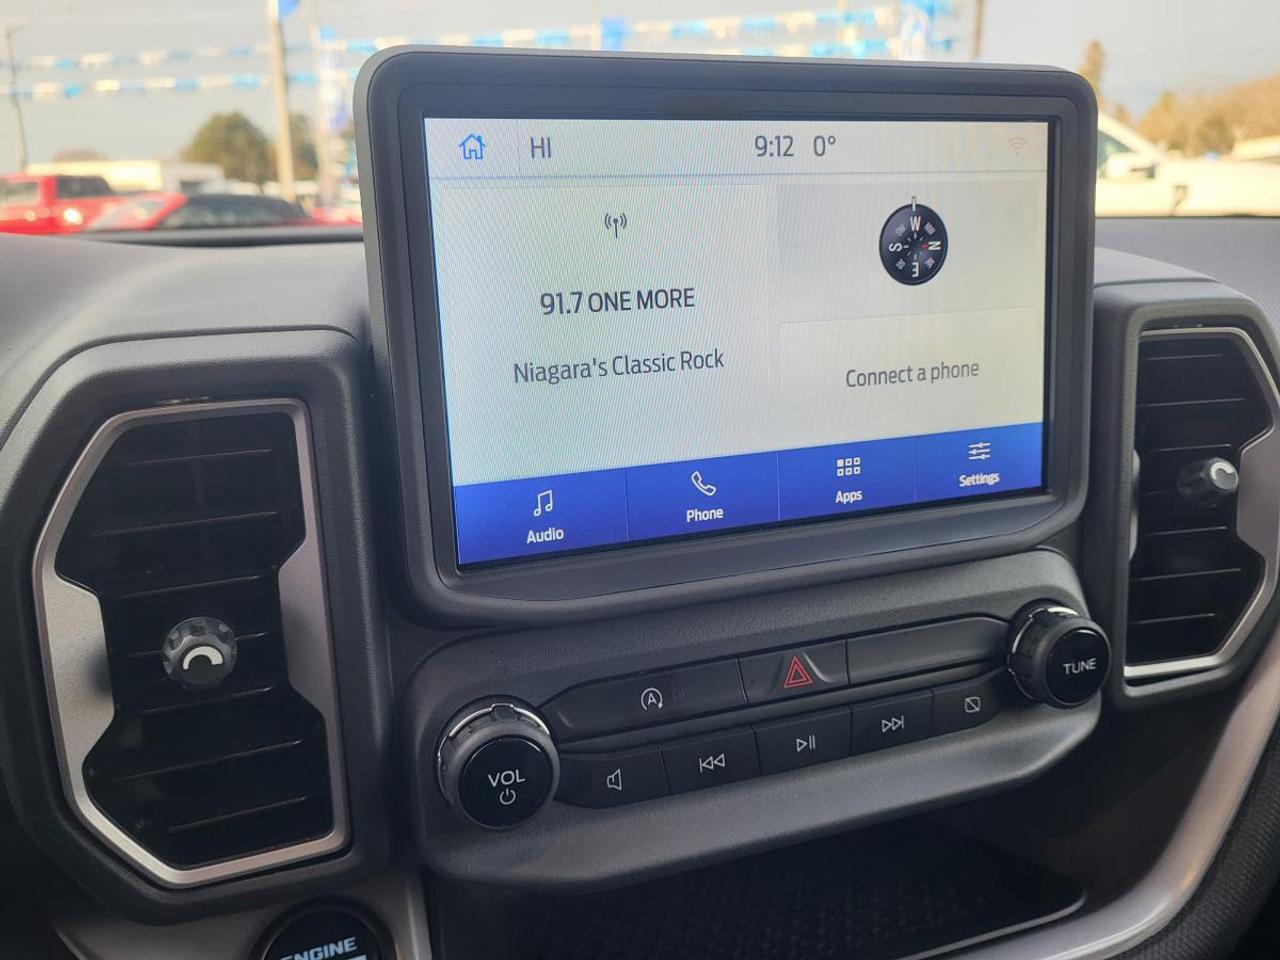 HI 9:12 0°
W
S N
E
91.7 ONE MORE
Niagara's Classic Rock
Connect a phone
Audio Phone Apps Settings
A OFF
TUNE
VOL
ENGINE